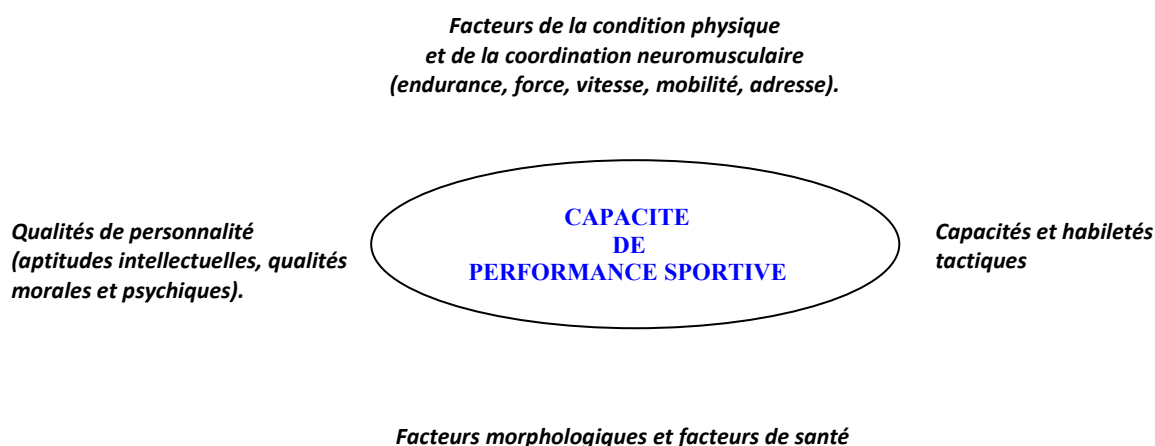 Facteurs de la condition physique
et de la coordination neuromusculaire
(endurance, force, vitesse, mobilité, adresse).
CAPACITE
DE
PERFORMANCE SPORTIVE
Qualités de personnalité
(aptitudes intellectuelles, qualités
morales et psychiques).
Capacités et habiletés
tactiques
Facteurs morphologiques et facteurs de santé